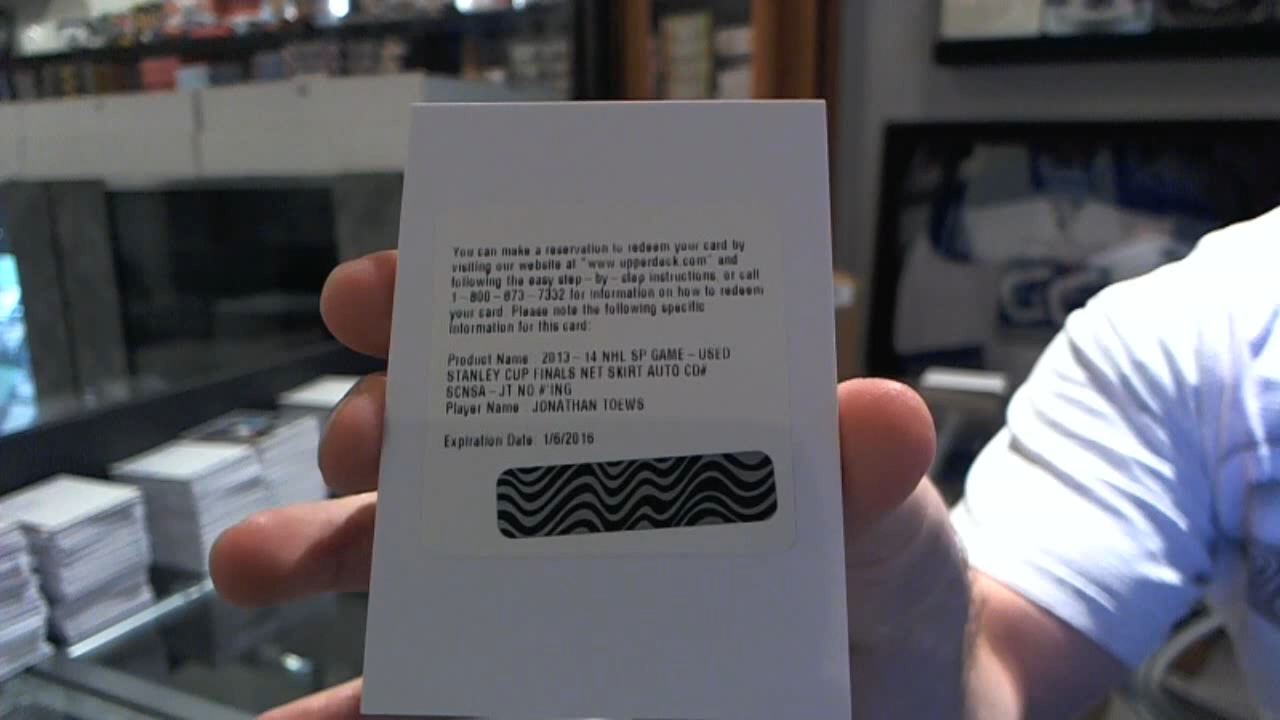 You can make a reservation to redeem your card by
visiting our website at "www upperdeck.com" and
following the easy step-by-step instructions, or call
1-800-873-7332 for information on how to redeem
your card. Please note the following specific
information for this card:
Product Name : 2013-14 NHL SP GAME-USED
STANLEY CUP FINALS NET SKIRT AUTO CD#
SCNSA-JT NO #'ING
Player Name : JONATHAN TOEWS
Expiration Date: 1/6/2016